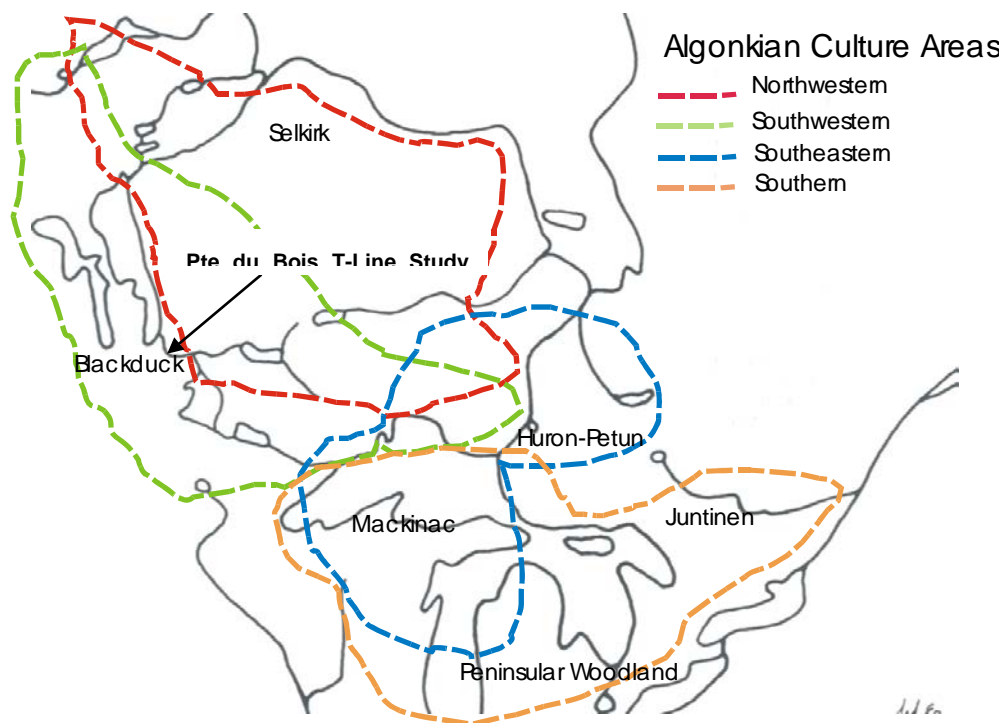 Algonkian Culture Areas
Northwestern
Southwestern
Southeastern
Southern
Selkirk
Pte du Bois T-Line Study
Blackduck
Huron-Petun
Mackinac
Juntinen
Peninsular Woodland